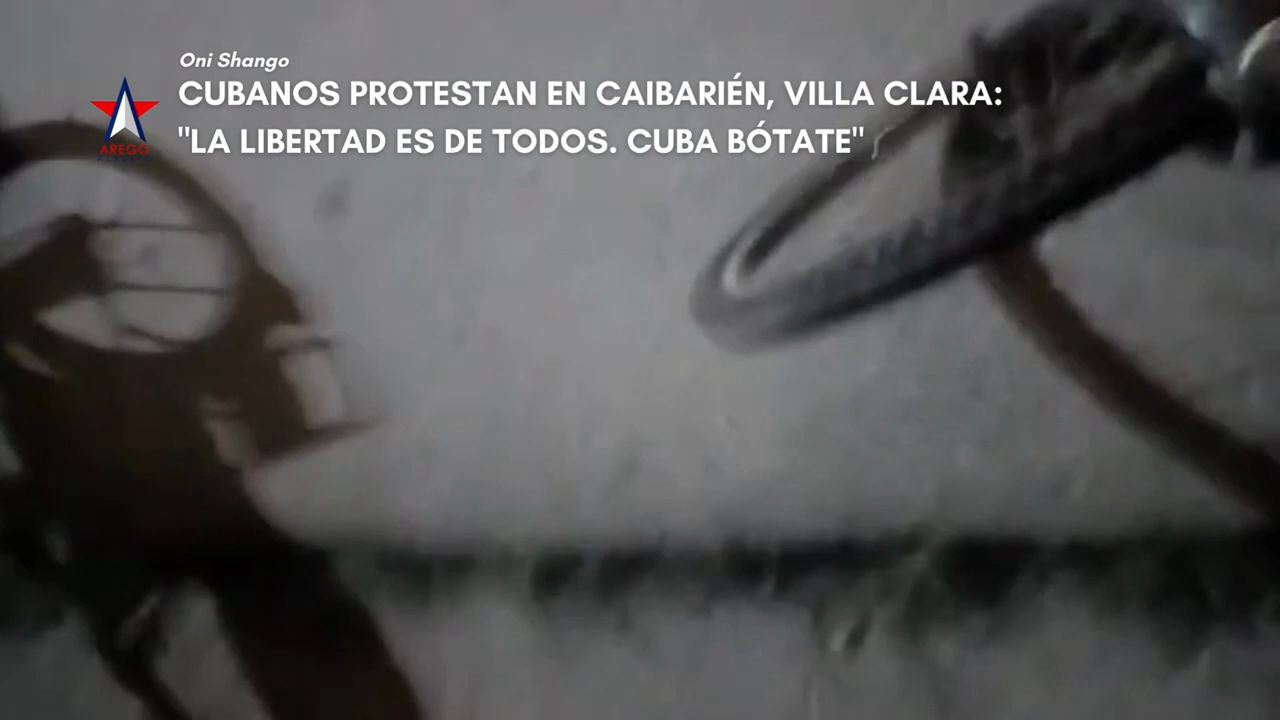 Oni Shango
CUBANOS PROTESTAN EN CAIBARIÉN, VILLA CLARA:
"LA LIBERTAD ES DE TODOS. CUBA BÓTATE"
AREGO